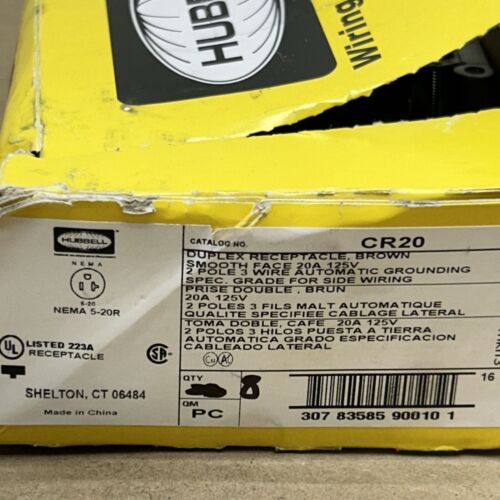 HUBBELL
Wiring
HUBBELL
CATALOG NO. CR20
DUPLEX RECEPTACLE, BROWN
SMOOTH FACE 20A 125V
2 POLE 3 WIRE AUTOMATIC GROUNDING
SPEC. GRADE FOR SIDE WIRING
PRISE DOUBLE, BRUN
20A 125V
2 POLES 3 FILS MALT AUTOMATIQUE
QUALITE SPECIFIEE CABLAGE LATERAL
TOMA DOBLE, CAFE 20A 125V
2 POLOS 3 HILOS PUESTA A TIERRA
AUTOMATICA GRADO ESPECIFICACION
CABLEADO LATERAL
NEMA
5-20
NEMA 5-20R
UL LISTED 223A
RECEPTACLE
SA
Cu
SHELTON, CT 06484
Made in China
QTY 8
QM PC
16
307 83585 90010 1